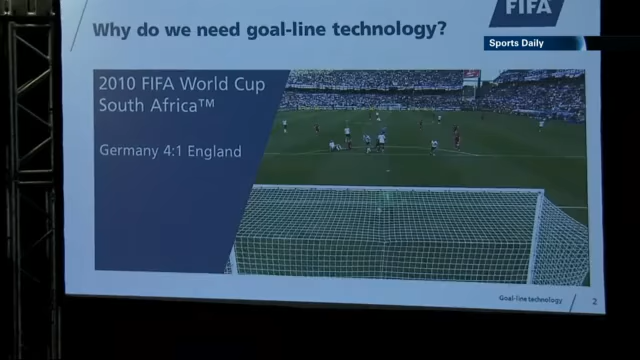 FIFA
Why do we need goal-line technology?
Sports Daily
2010 FIFA World Cup
South Africa™
Germany 4:1 England
Goal-line technology
2